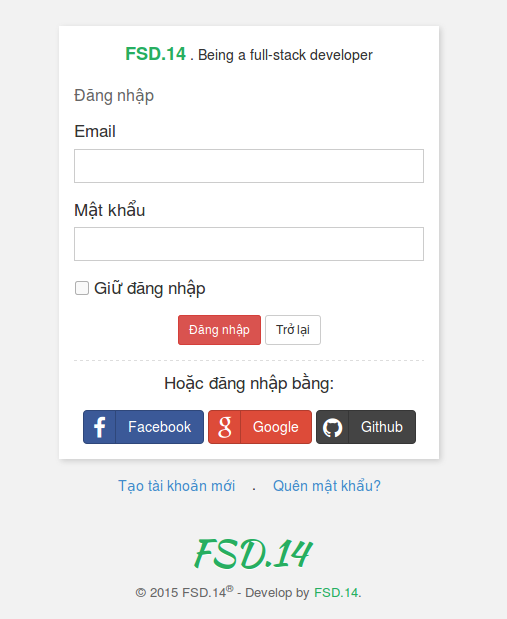 FSD.14 . Being a full-stack developer
Đăng nhập
Email
Mật khẩu
Giữ đăng nhập
Đăng nhập Trở lại
Hoặc đăng nhập bằng:
f Facebook g Google Github
Tạo tài khoản mới . Quên mật khẩu?
FSD.14
© 2015 FSD.14® - Develop by FSD.14.